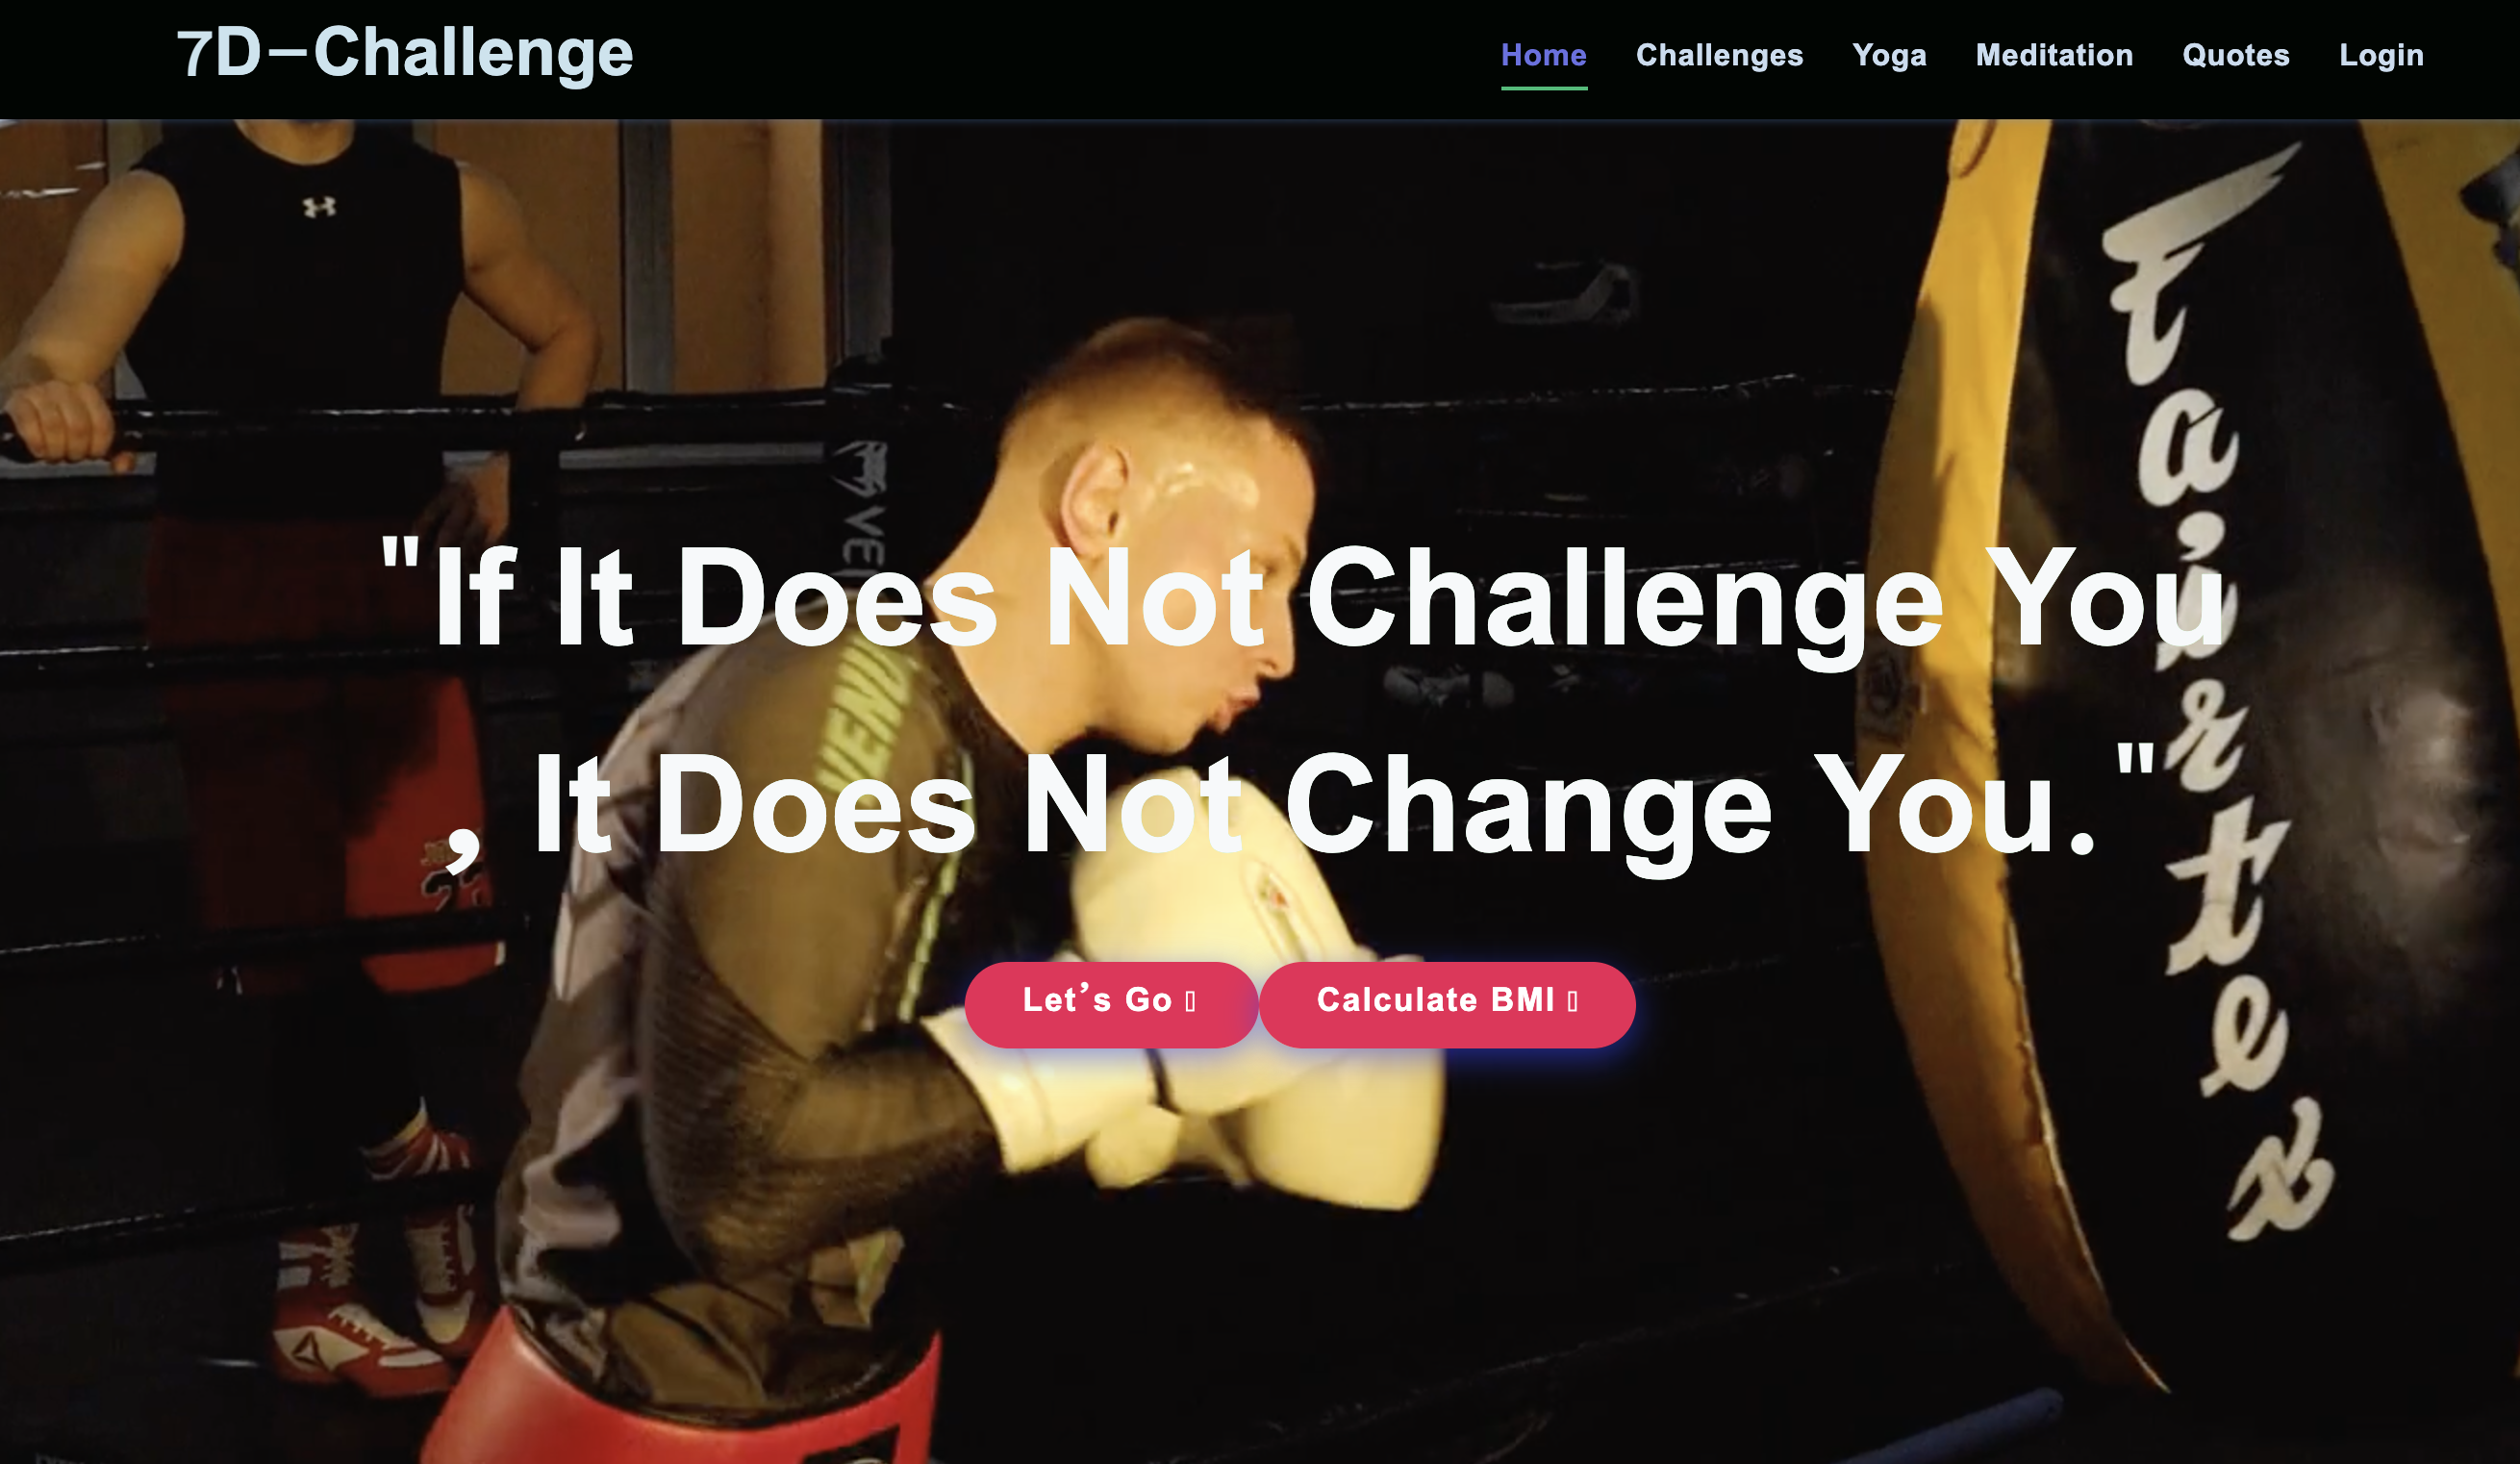 7D-Challenge
Home Challenges Yoga Meditation Quotes Login
"If It Does Not Challenge You
, It Does Not Change You. "
Let's Go
Calculate BMI
VENU
Fairtex